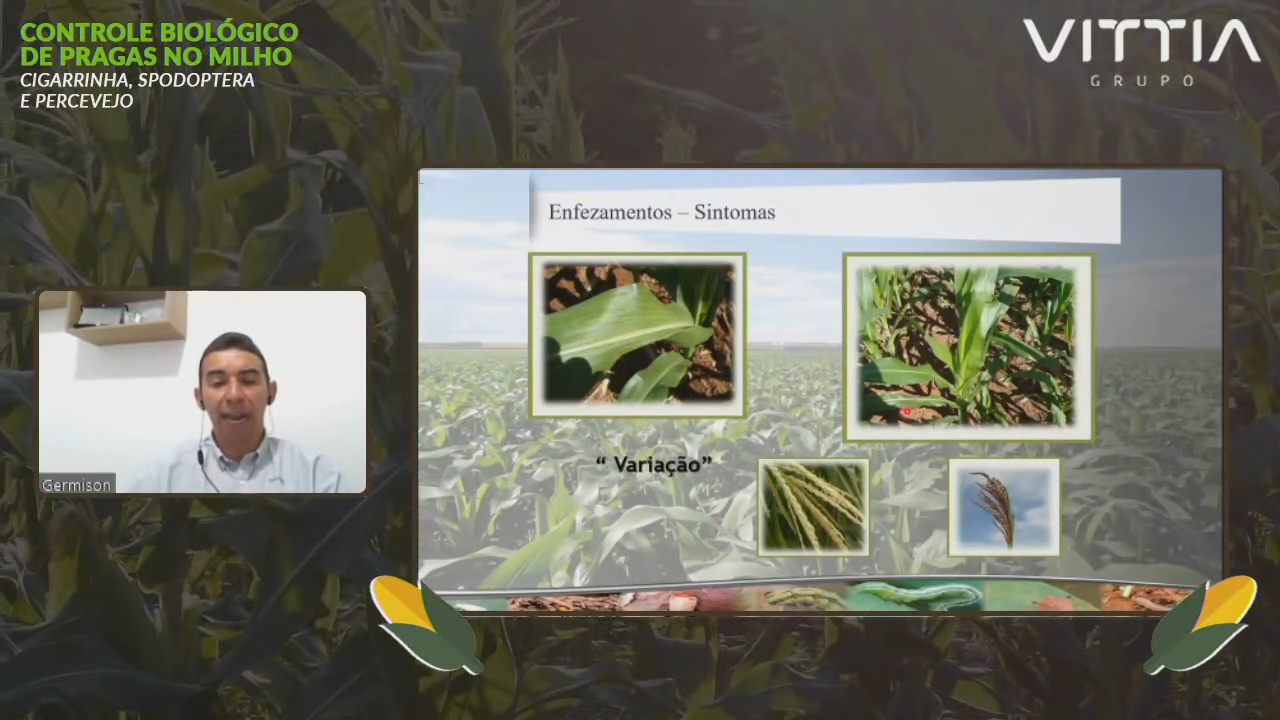 CONTROLE BIOLÓGICO
DE PRAGAS NO MILHO
CIGARRINHA, SPODOPTERA
E PERCEVEJO
VITTIA
GRUPO
Enfezamentos – Sintomas
“ Variação”
Germison